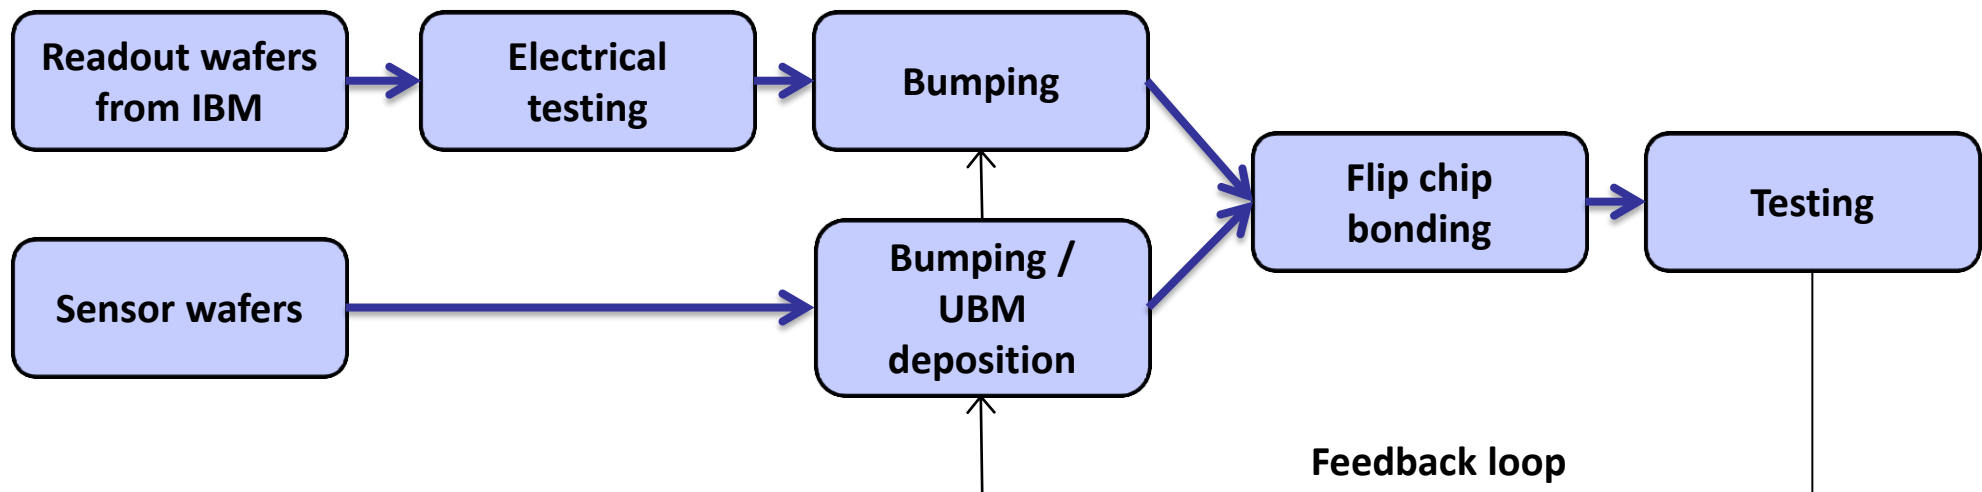 Readout wafers
from IBM
Electrical
testing
Bumping
Flip chip
bonding
Testing
Sensor wafers
Bumping /
UBM
deposition
Feedback loop